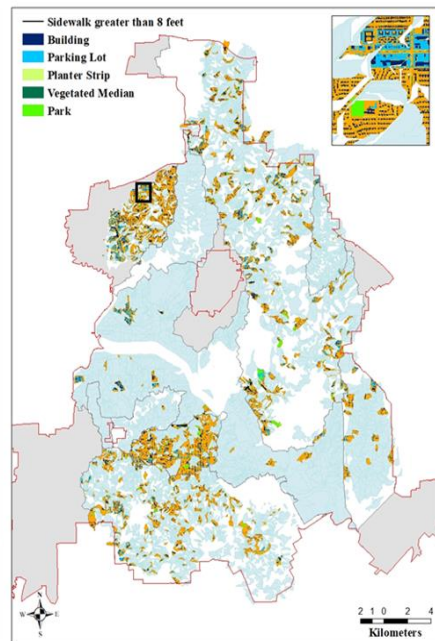 Sidewalk greater than 8 feet
Building
Parking Lot
Planter Strip
Vegetated Median
Park
N
W E
S
2 1 0 2 4
Kilometers